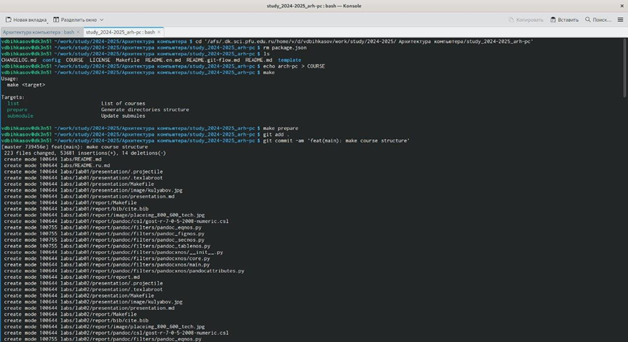 study_2024-2025_arh-pc : bash — Konsole
Новая вкладка Разделить окно Копировать Вставить Поиск...
Архитектура компьютера : bash study_2024-2025_arh-pc : bash
vdbihkasov@dk3n51 ~/work/study/2024-2025/Архитектура компьютера/study_2024-2025_arh-pc $ cd "/afs/.dk.sci.pfu.edu.ru/home/v/d/vdbihkasov/work/study/2024-2025/ Архитектура компьютера/study_2024-2025_arh-pc"
vdbihkasov@dk3n51 ~/work/study/2024-2025/Архитектура компьютера/study_2024-2025_arh-pc $ rm package.json
vdbihkasov@dk3n51 ~/work/study/2024-2025/Архитектура компьютера/study_2024-2025_arh-pc $ ls
CHANGELOG.md config COURSE LICENSE Makefile README.en.md README.git-flow.md README.md template
vdbihkasov@dk3n51 ~/work/study/2024-2025/Архитектура компьютера/study_2024-2025_arh-pc $ echo arch-pc > COURSE
vdbihkasov@dk3n51 ~/work/study/2024-2025/Архитектура компьютера/study_2024-2025_arh-pc $ make
Usage:
make <target>
Targets:
list List of courses
prepare Generate directories structure
submodule Update submules
vdbihkasov@dk3n51 ~/work/study/2024-2025/Архитектура компьютера/study_2024-2025_arh-pc $ make prepare
vdbihkasov@dk3n51 ~/work/study/2024-2025/Архитектура компьютера/study_2024-2025_arh-pc $ git add .
vdbihkasov@dk3n51 ~/work/study/2024-2025/Архитектура компьютера/study_2024-2025_arh-pc $ git commit -am 'feat(main): make course structure'
[master 739456e] feat(main): make course structure
223 files changed, 53681 insertions(+), 14 deletions(-)
create mode 100644 labs/README.md
create mode 100644 labs/README.ru.md
create mode 100644 labs/lab01/presentation/.projectile
create mode 100644 labs/lab01/presentation/.texlabroot
create mode 100644 labs/lab01/presentation/Makefile
create mode 100644 labs/lab01/presentation/image/kulyabov.jpg
create mode 100644 labs/lab01/presentation/presentation.md
create mode 100644 labs/lab01/report/Makefile
create mode 100644 labs/lab01/report/bib/cite.bib
create mode 100644 labs/lab01/report/image/placeimg_800_600_tech.jpg
create mode 100644 labs/lab01/report/pandoc/csl/gost-r-7-0-5-2008-numeric.csl
create mode 100755 labs/lab01/report/pandoc/filters/pandoc_eqnos.py
create mode 100755 labs/lab01/report/pandoc/filters/pandoc_fignos.py
create mode 100755 labs/lab01/report/pandoc/filters/pandoc_secnos.py
create mode 100755 labs/lab01/report/pandoc/filters/pandoc_tablenos.py
create mode 100644 labs/lab01/report/pandoc/filters/pandocxnos/__init__.py
create mode 100644 labs/lab01/report/pandoc/filters/pandocxnos/core.py
create mode 100644 labs/lab01/report/pandoc/filters/pandocxnos/main.py
create mode 100644 labs/lab01/report/pandoc/filters/pandocxnos/pandocattributes.py
create mode 100644 labs/lab01/report/report.md
create mode 100644 labs/lab02/presentation/.projectile
create mode 100644 labs/lab02/presentation/.texlabroot
create mode 100644 labs/lab02/presentation/Makefile
create mode 100644 labs/lab02/presentation/image/kulyabov.jpg
create mode 100644 labs/lab02/presentation/presentation.md
create mode 100644 labs/lab02/report/Makefile
create mode 100644 labs/lab02/report/bib/cite.bib
create mode 100644 labs/lab02/report/image/placeimg_800_600_tech.jpg
create mode 100644 labs/lab02/report/pandoc/csl/gost-r-7-0-5-2008-numeric.csl
create mode 100755 labs/lab02/report/pandoc/filters/pandoc_eqnos.py